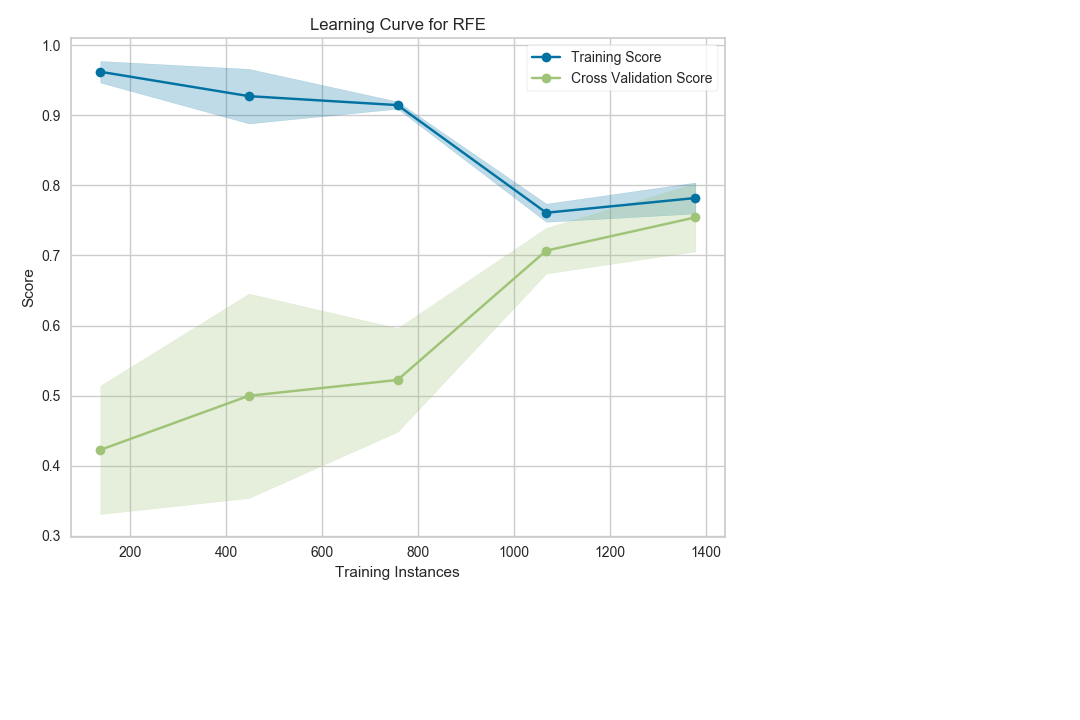 Learning Curve for RFE
Training Score
Cross Validation Score
1.0
0.9
0.8
0.7
0.6
0.5
0.4
0.3
Score
200 400 600 800 1000 1200 1400
Training Instances